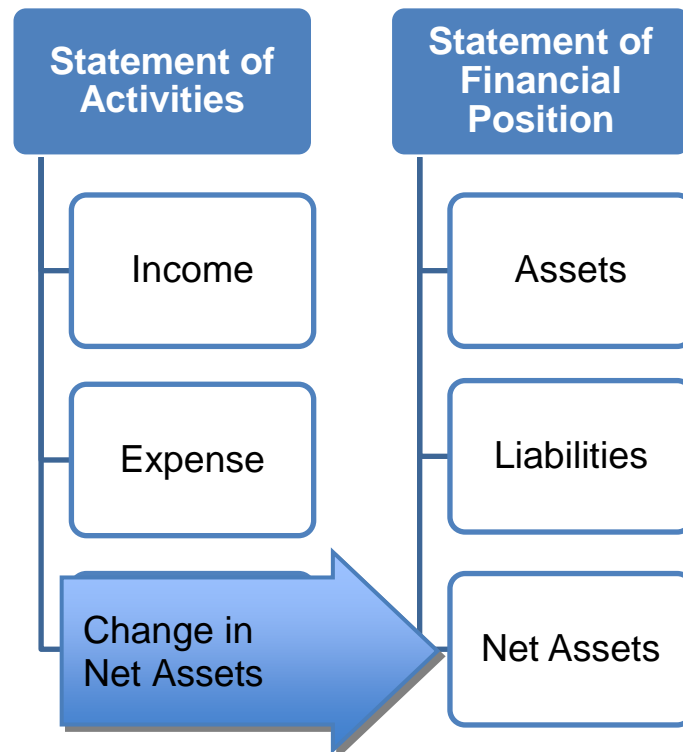 Statement of
Activities
Income
Expense
Change in
Net Assets
Statement of
Financial
Position
Assets
Liabilities
Net Assets